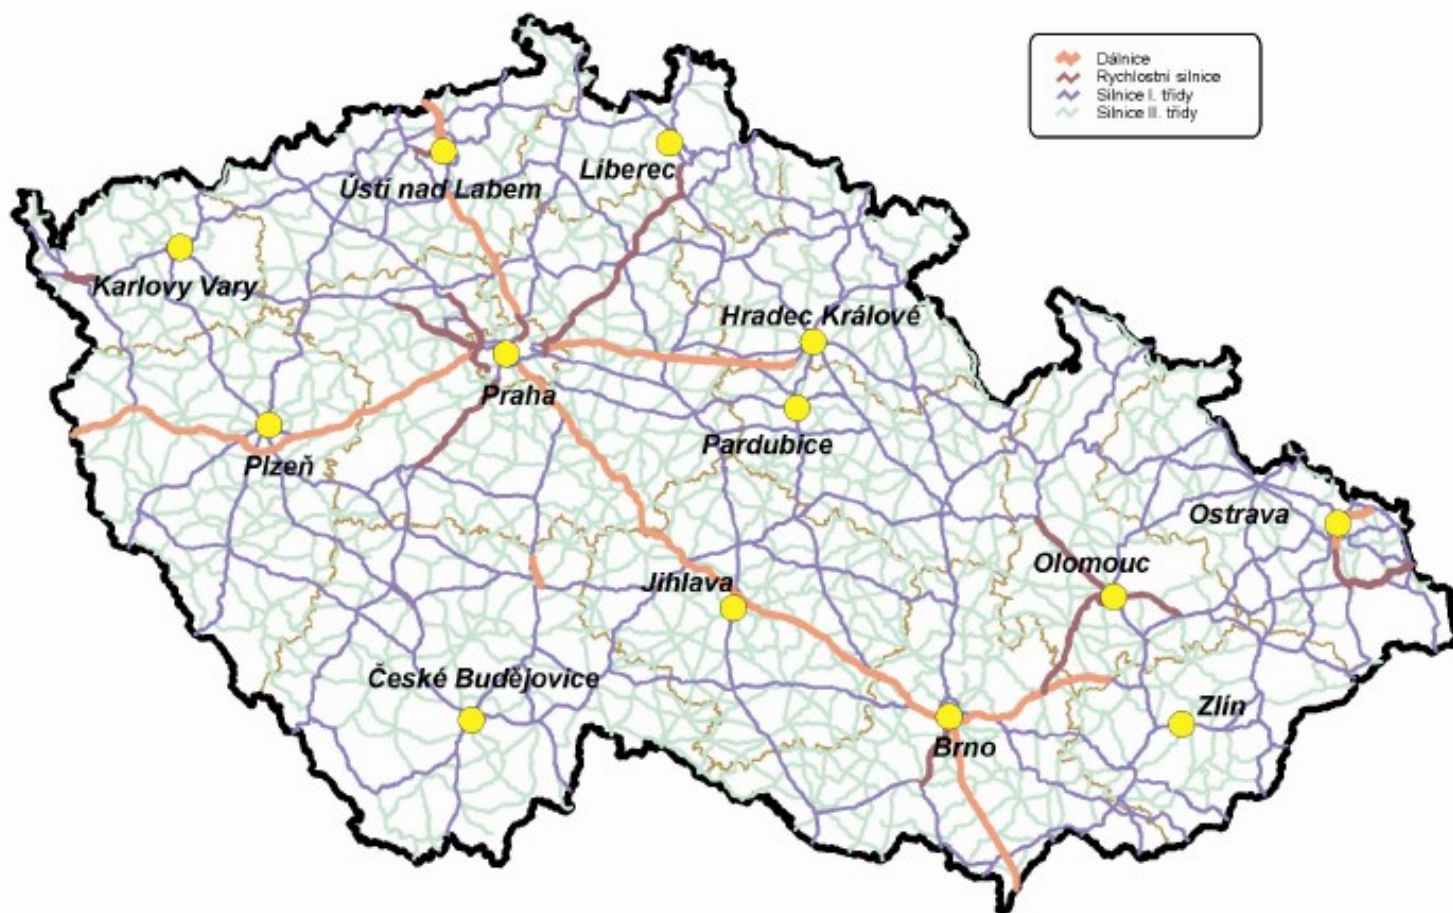 Dálnice
Rychlostní silnice
Silnice I. třídy
Silnice II. třídy
Liberec
Ústí nad Labem
Karlovy Vary
Hradec Králové
Praha
Pardubice
Plzeň
Ostrava
Olomouc
Jihlava
České Budějovice
Zlín
Brno